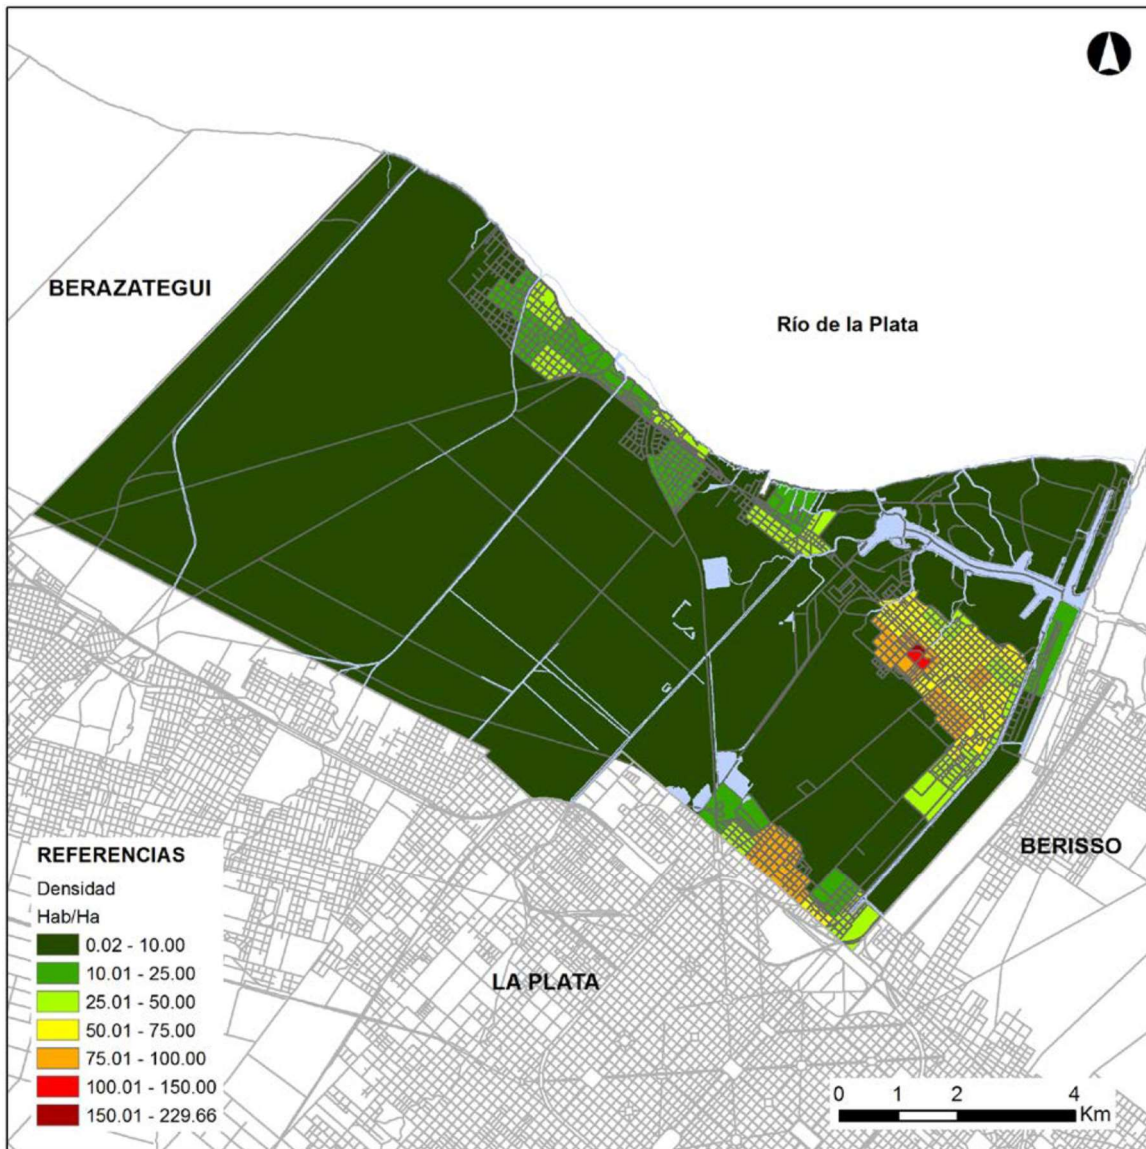 BERAZATEGUI
Río de la Plata
BERISSO
LA PLATA
REFERENCIAS
Densidad
Hab/Ha
0.02 - 10.00
10.01 - 25.00
25.01 - 50.00
50.01 - 75.00
75.01 - 100.00
100.01 - 150.00
150.01 - 229.66
0 1 2 4
Km